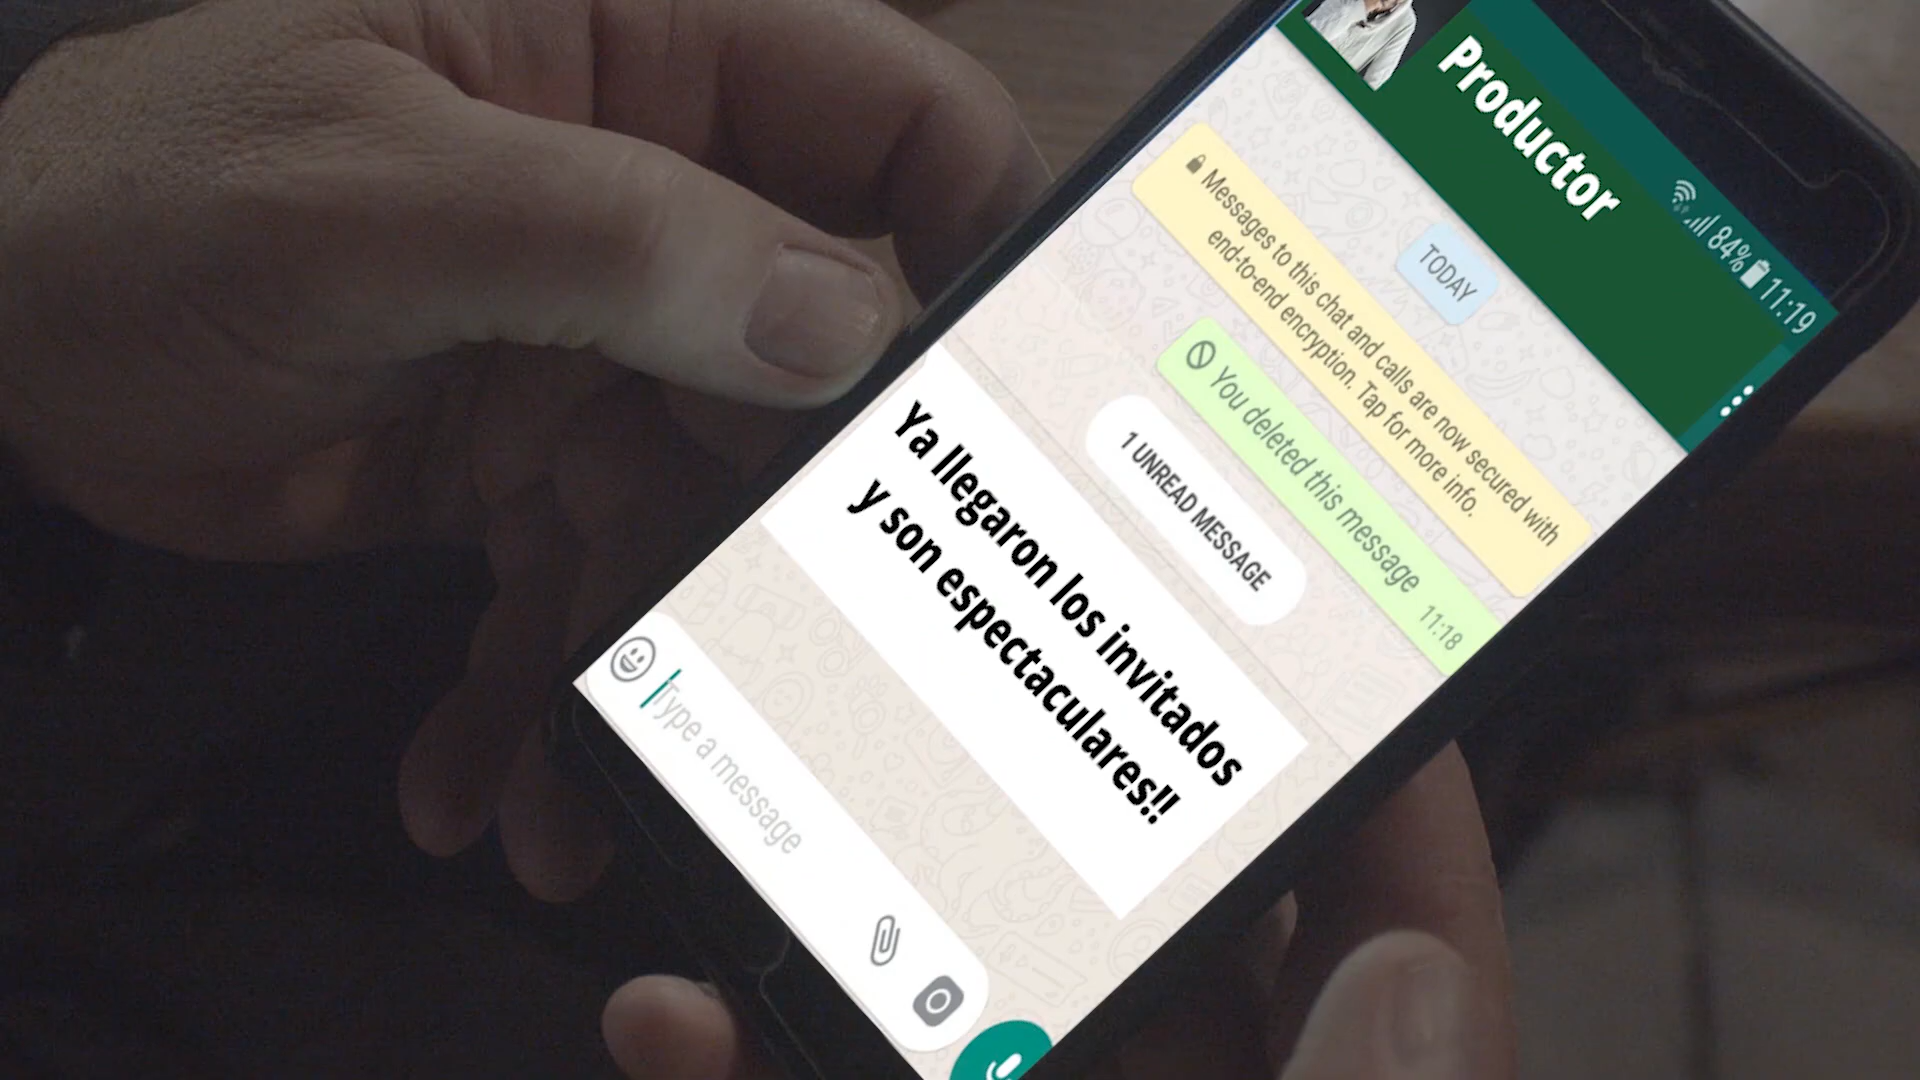 84% 11:19
Productor
TODAY
Messages to this chat and calls are now secured with
end-to-end encryption. Tap for more info.
You deleted this message 11:18
1 UNREAD MESSAGE
Ya llegaron los invitados
y son espectaculares!!
Type a message